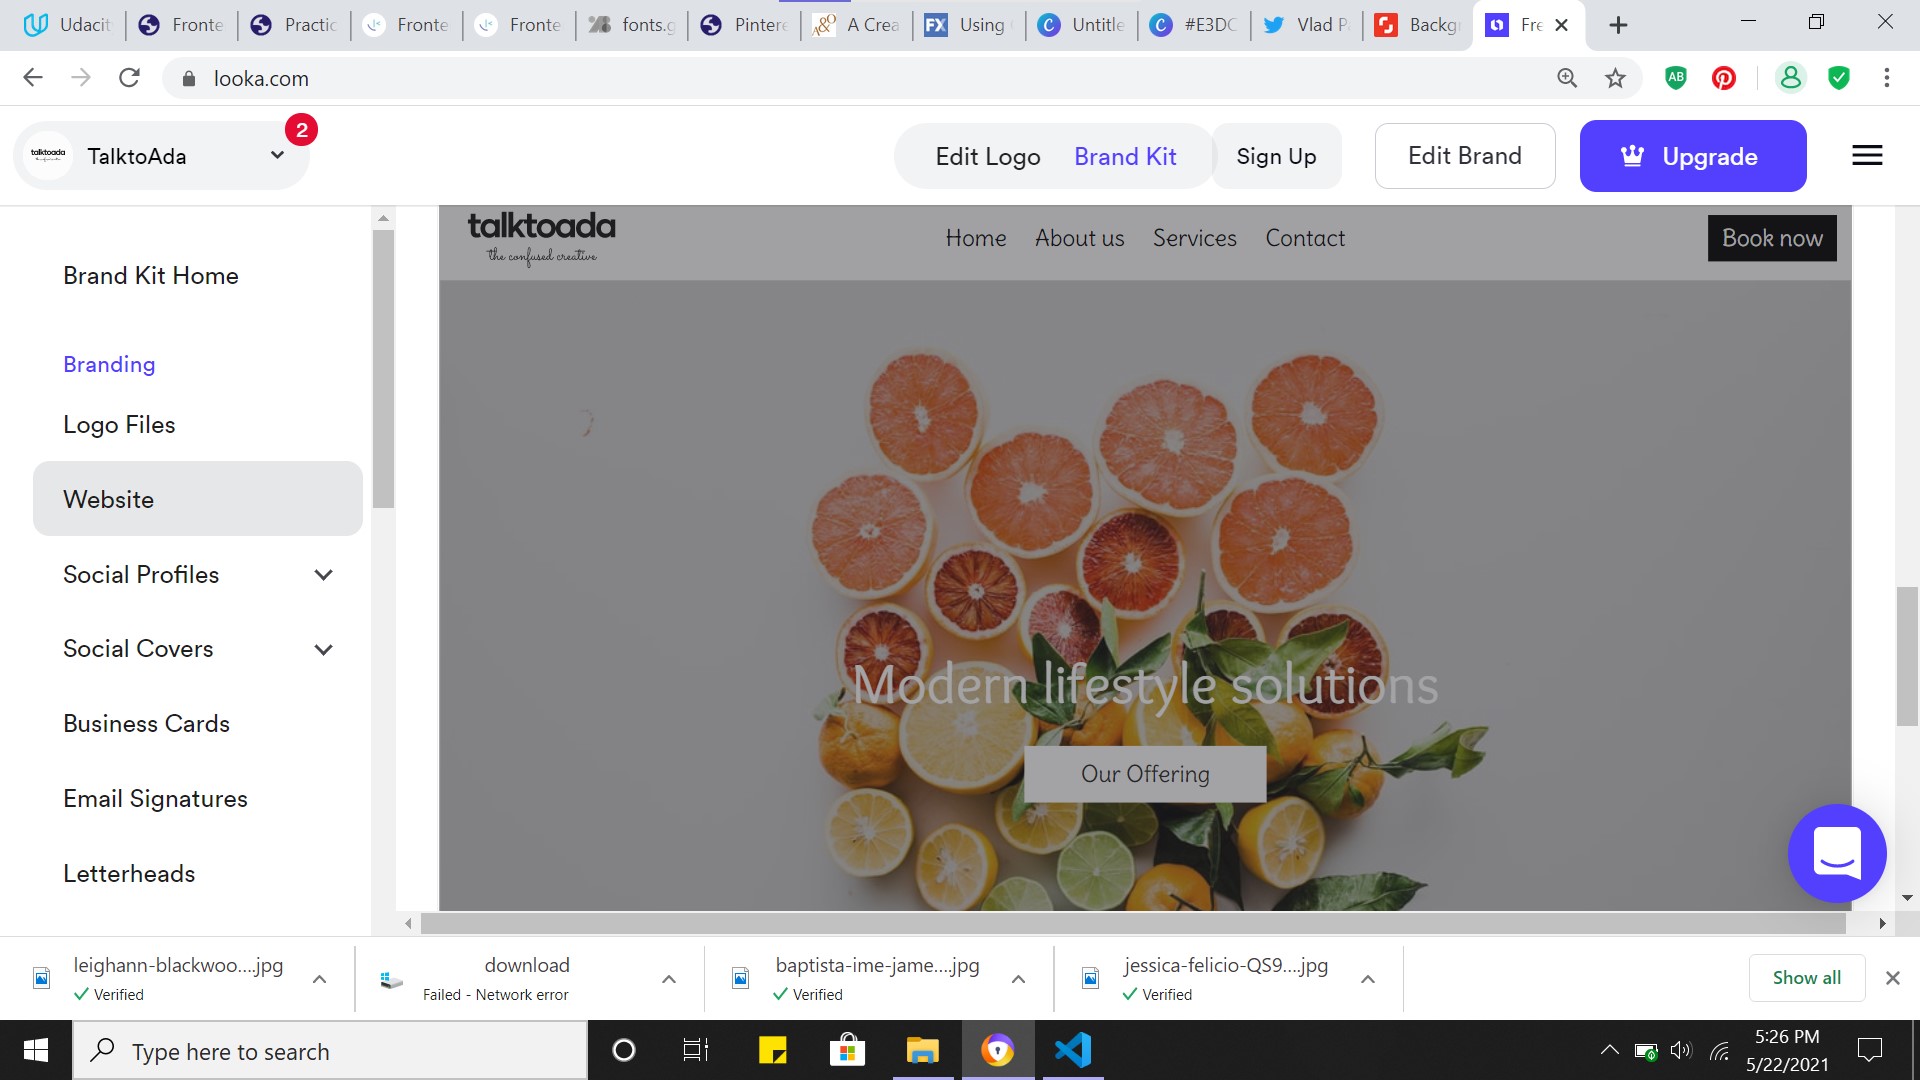 Udacit
Fronte
Practic
Fronte
Fronte
fonts.g
Pintere
A Crea
FX Using
Untitle
#E3DC
Vlad P
Backgr
Fre
looka.com
AB
talktoada
TalktoAda
2
Edit Logo
Brand Kit
Sign Up
Edit Brand
Upgrade
Brand Kit Home
Branding
Logo Files
Website
Social Profiles
Social Covers
Business Cards
Email Signatures
Letterheads
talktoada
the confused creative
Home About us Services Contact
Book now
Modern lifestyle solutions
Our Offering
leighann-blackwoo....jpg
Verified
download
Failed - Network error
baptista-ime-jame....jpg
Verified
jessica-felicio-QS9....jpg
Verified
Show all
Type here to search
5:26 PM
5/22/2021